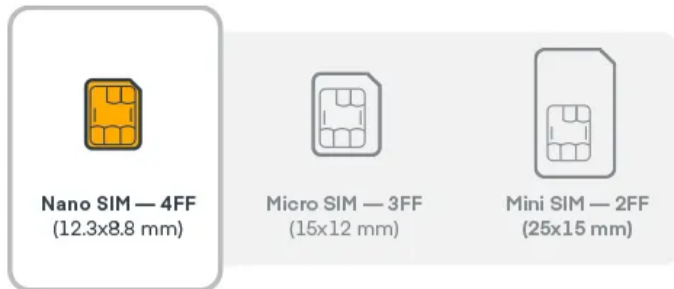 Nano SIM — 4FF
(12.3x8.8 mm)
Micro SIM — 3FF
(15x12 mm)
Mini SIM — 2FF
(25x15 mm)